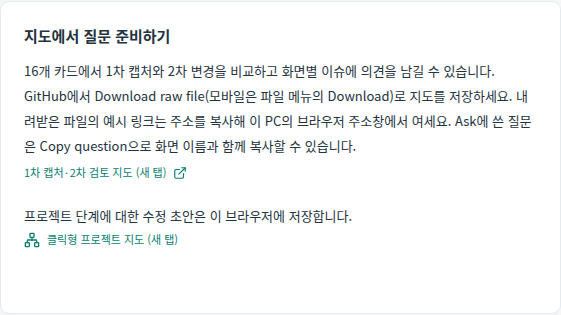 지도에서 질문 준비하기
16개 카드에서 1차 캡처와 2차 변경을 비교하고 화면별 이슈에 의견을 남길 수 있습니다.
GitHub에서 Download raw file(모바일은 파일 메뉴의 Download)로 지도를 저장하세요. 내
려받은 파일의 예시 링크는 주소를 복사해 이 PC의 브라우저 주소창에서 여세요. Ask에 쓴 질문
은 Copy question으로 화면 이름과 함께 복사할 수 있습니다.
1차 캡처·2차 검토 지도 (새 탭)
프로젝트 단계에 대한 수정 초안은 이 브라우저에 저장합니다.
클릭형 프로젝트 지도 (새 탭)